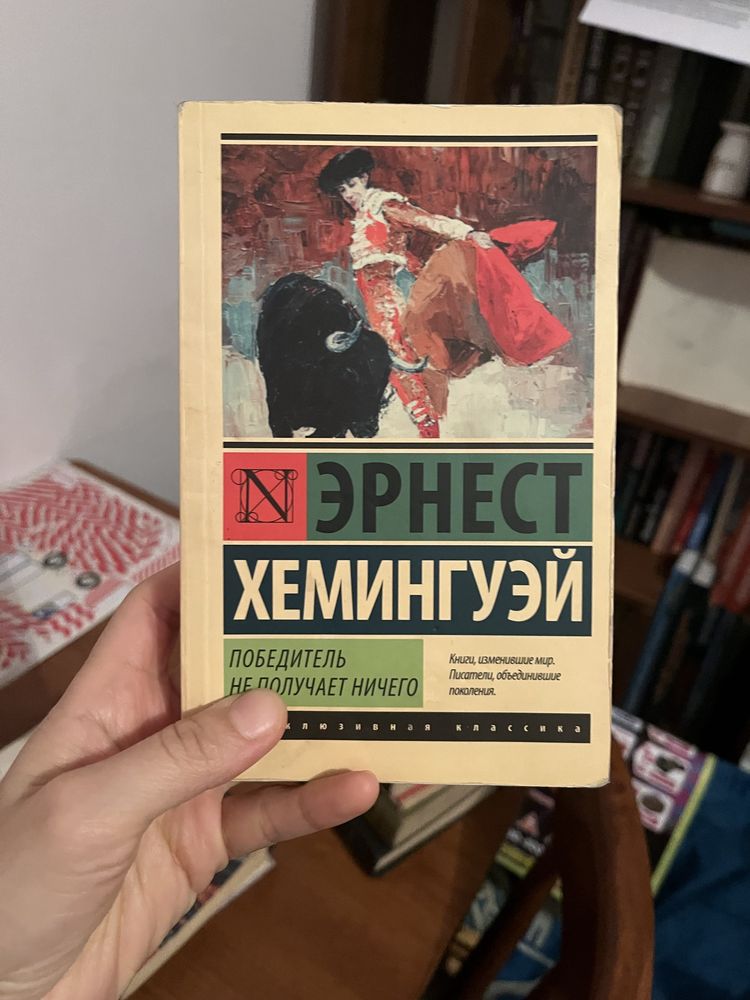 N ЭРНЕСТ
ХЕМИНГУЭЙ
ПОБЕДИТЕЛЬ
НЕ ПОЛУЧАЕТ НИЧЕГО
Книги, изменившие мир.
Писатели, объединившие
поколения.
классика